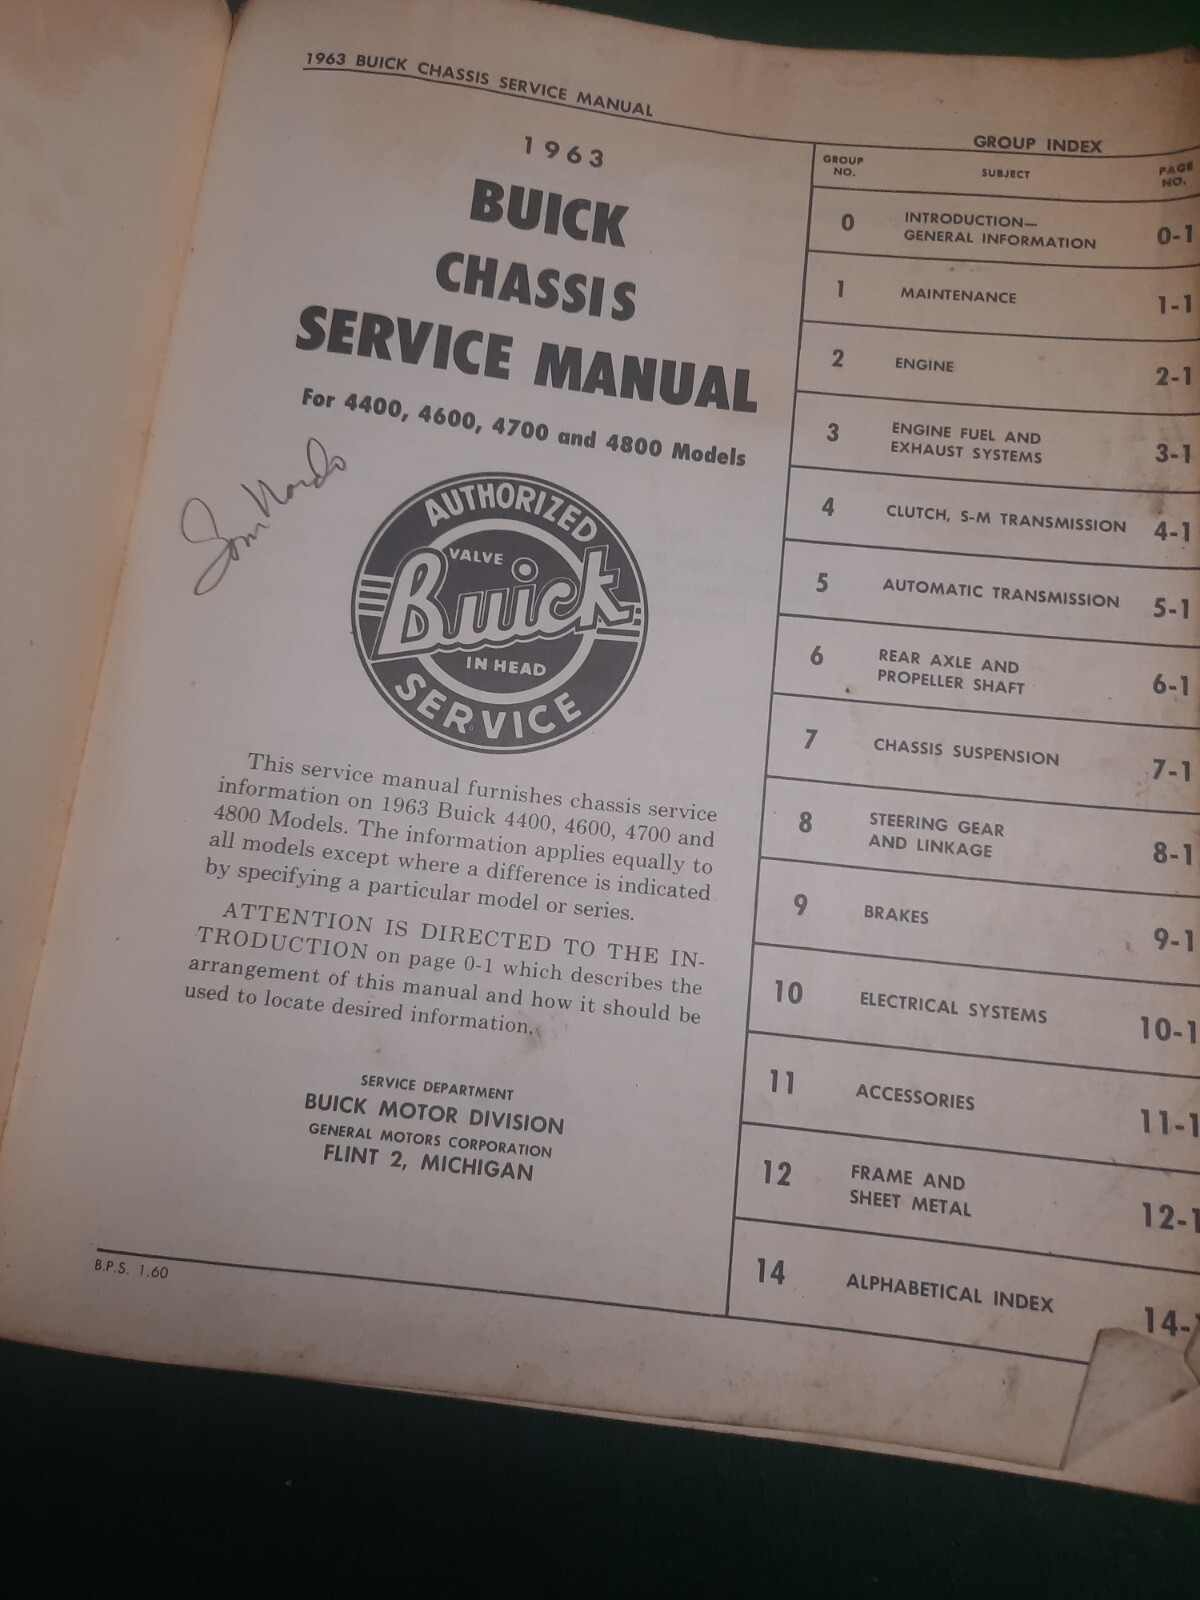 1963 BUICK CHASSIS SERVICE MANUAL
1963
BUICK
CHASSIS
SERVICE MANUAL
For 4400, 4600, 4700 and 4800 Models
AUTHORIZED
VALVE
Buick
IN HEAD
SERVICE
This service manual furnishes chassis service
information on 1963 Buick 4400, 4600, 4700 and
4800 Models. The information applies equally to
all models except where a difference is indicated
by specifying a particular model or series.
ATTENTION IS DIRECTED TO THE IN-
TRODUCTION on page 0-1 which describes the
arrangement of this manual and how it should be
used to locate desired information.
SERVICE DEPARTMENT
BUICK MOTOR DIVISION
GENERAL MOTORS CORPORATION
FLINT 2, MICHIGAN
B.P.S. 1.60
GROUP INDEX
GROUP NO. SUBJECT PAGE NO.
0 INTRODUCTION—
GENERAL INFORMATION 0-1
1 MAINTENANCE 1-1
2 ENGINE 2-1
3 ENGINE FUEL AND
EXHAUST SYSTEMS 3-1
4 CLUTCH, S-M TRANSMISSION 4-1
5 AUTOMATIC TRANSMISSION 5-1
6 REAR AXLE AND
PROPELLER SHAFT 6-1
7 CHASSIS SUSPENSION 7-1
8 STEERING GEAR
AND LINKAGE 8-1
9 BRAKES 9-1
10 ELECTRICAL SYSTEMS 10-1
11 ACCESSORIES 11-1
12 FRAME AND
SHEET METAL 12-1
14 ALPHABETICAL INDEX 14-1